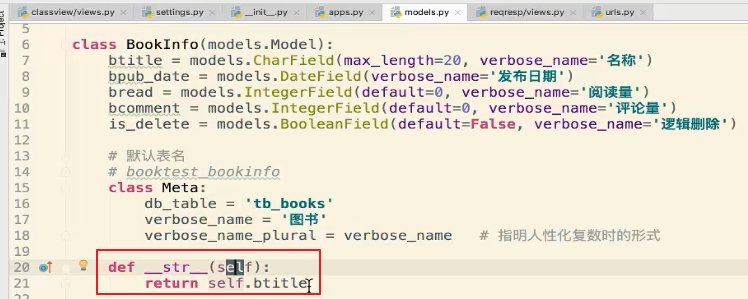 classview/views.py settings.py __init__.py apps.py models.py reqresp/views.py urls.py
5
6 class BookInfo(models.Model):
7 btitle = models.CharField(max_length=20, verbose_name='名称')
8 bpub_date = models.DateField(verbose_name='发布日期')
9 bread = models.IntegerField(default=0, verbose_name='阅读量')
10 bcomment = models.IntegerField(default=0, verbose_name='评论量')
11 is_delete = models.BooleanField(default=False, verbose_name='逻辑删除')
12
13 # 默认表名
14 # booktest_bookinfo
15 class Meta:
16 db_table = 'tb_books'
17 verbose_name = '图书'
18 verbose_name_plural = verbose_name # 指明人性化复数时的形式
19
20 def __str__(self):
21 return self.btitle
22